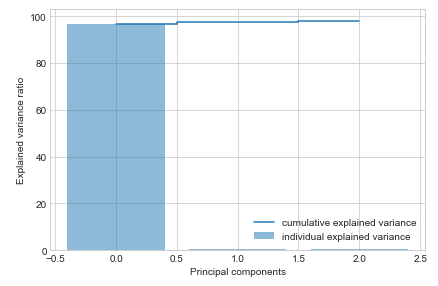 100
80
60
40
20
0
Explained variance ratio
cumulative explained variance
individual explained variance
−0.5 0.0 0.5 1.0 1.5 2.0 2.5
Principal components